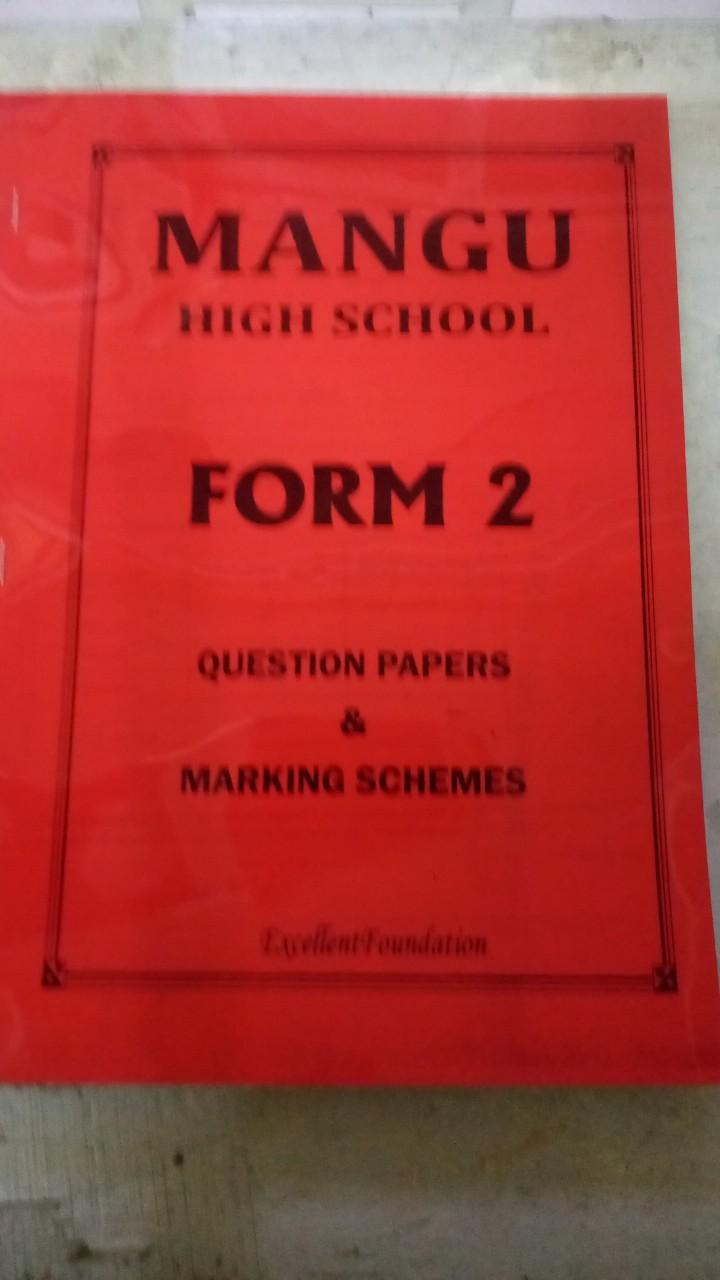 MANGU
HIGH SCHOOL
FORM 2
QUESTION PAPERS
&
MARKING SCHEMES
Excellent Foundation